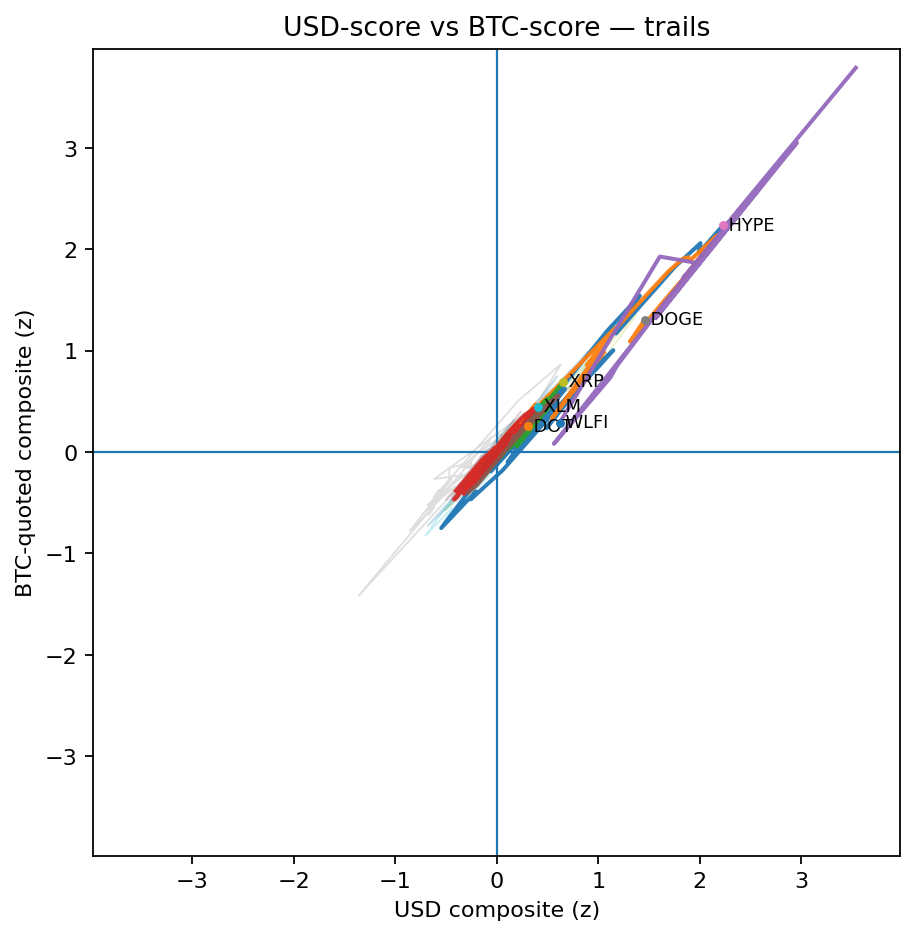 USD-score vs BTC-score — trails
BTC-quoted composite (z)
3
2
1
0
−1
−2
−3
HYPE
DOGE
XRP
XLM
WLFI
DOT
−3
−2
−1
0
1
2
3
USD composite (z)